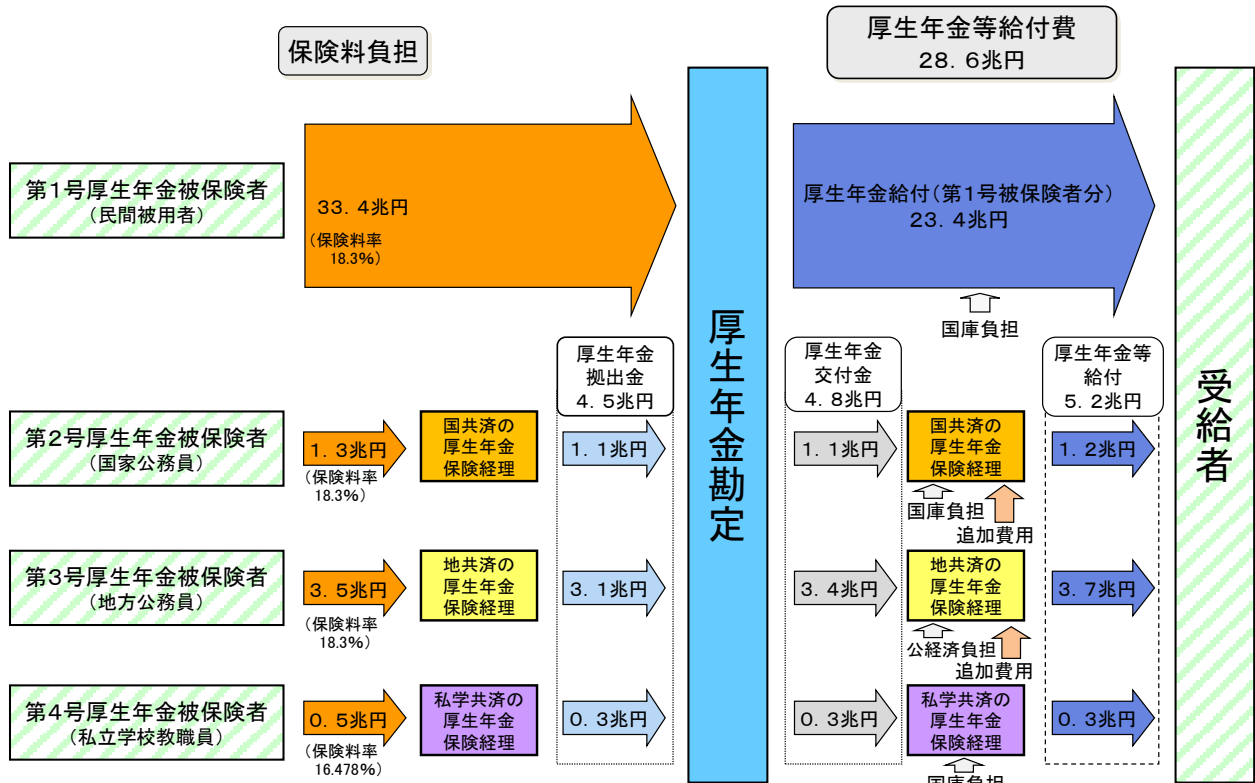 保険料負担
厚生年金等給付費
28.6兆円
第1号厚生年金被保険者
(民間被用者)
33.4兆円
(保険料率
18.3%)
厚生年金勘定
厚生年金給付(第1号被保険者分)
23.4兆円
国庫負担
受給者
厚生年金
拠出金
4.5兆円
厚生年金
交付金
4.8兆円
厚生年金等
給付
5.2兆円
第2号厚生年金被保険者
(国家公務員)
1.3兆円
(保険料率
18.3%)
国共済の
厚生年金
保険経理
1.1兆円
1.1兆円
国共済の
厚生年金
保険経理
1.2兆円
国庫負担
追加費用
第3号厚生年金被保険者
(地方公務員)
3.5兆円
(保険料率
18.3%)
地共済の
厚生年金
保険経理
3.1兆円
3.4兆円
地共済の
厚生年金
保険経理
3.7兆円
公経済負担
追加費用
第4号厚生年金被保険者
(私立学校教職員)
0.5兆円
(保険料率
16.478%)
私学共済の
厚生年金
保険経理
0.3兆円
0.3兆円
私学共済の
厚生年金
保険経理
0.3兆円
国庫負担